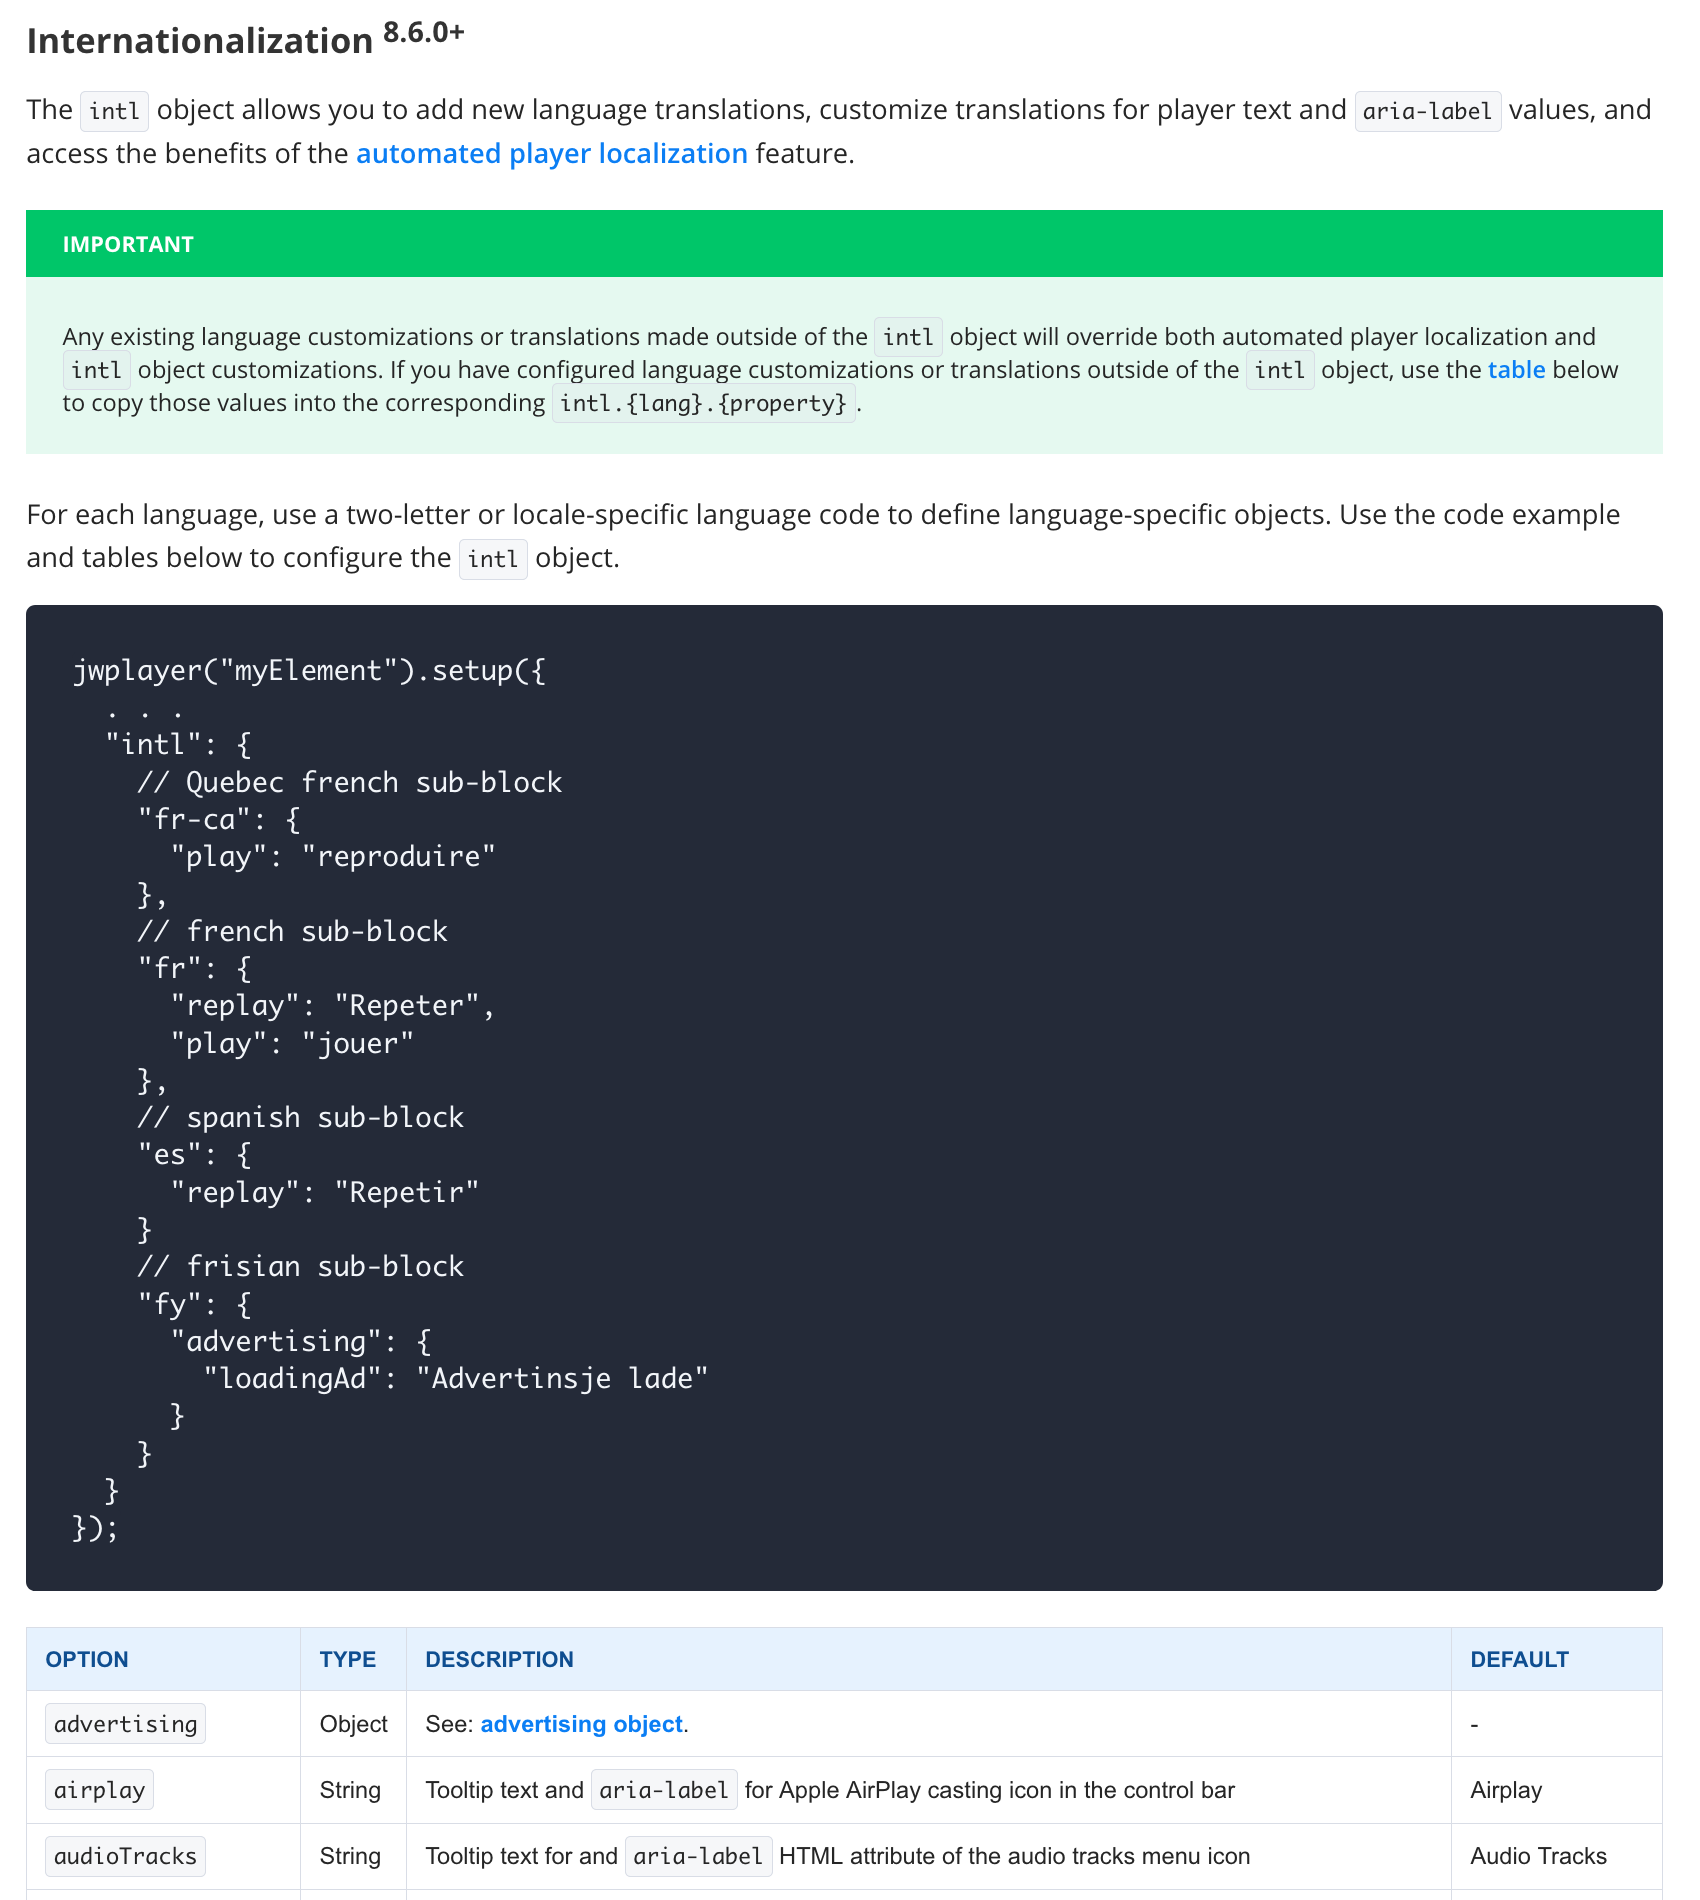 Internationalization 8.6.0+
The intl object allows you to add new language translations, customize translations for player text and aria-label values, and
access the benefits of the automated player localization feature.
IMPORTANT
Any existing language customizations or translations made outside of the intl object will override both automated player localization and
intl object customizations. If you have configured language customizations or translations outside of the intl object, use the table below
to copy those values into the corresponding intl.{lang}.{property}.
For each language, use a two-letter or locale-specific language code to define language-specific objects. Use the code example
and tables below to configure the intl object.
jwplayer("myElement").setup({
  . . .
  "intl": {
    // Quebec french sub-block
    "fr-ca": {
      "play": "reproduire"
    },
    // french sub-block
    "fr": {
      "replay": "Repeter",
      "play": "jouer"
    },
    // spanish sub-block
    "es": {
      "replay": "Repetir"
    }
    // frisian sub-block
    "fy": {
      "advertising": {
        "loadingAd": "Advertinsje lade"
      }
    }
  }
});
OPTION TYPE DESCRIPTION DEFAULT
advertising Object See: advertising object. -
airplay String Tooltip text and aria-label for Apple AirPlay casting icon in the control bar Airplay
audioTracks String Tooltip text for and aria-label HTML attribute of the audio tracks menu icon Audio Tracks